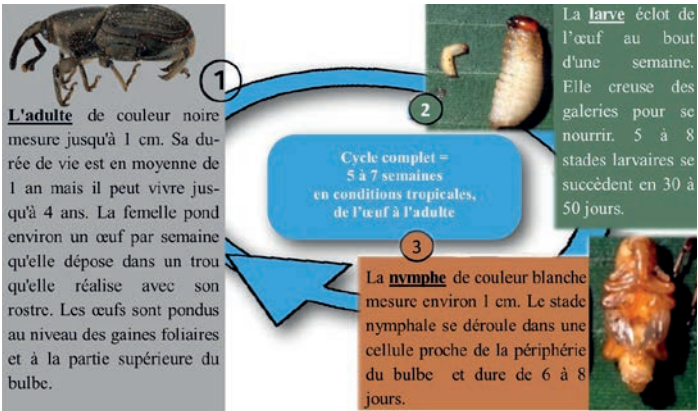 1
L'adulte de couleur noire
mesure jusqu'à 1 cm. Sa du-
rée de vie est en moyenne de
1 an mais il peut vivre jus-
qu'à 4 ans. La femelle pond
environ un œuf par semaine
qu'elle dépose dans un trou
qu'elle réalise avec son
rostre. Les œufs sont pondus
au niveau des gaines foliaires
et à la partie supérieure du
bulbe.
2
La larve éclot de
l'œuf au bout
d'une semaine.
Elle creuse des
galeries pour se
nourrir. 5 à 8
stades larvaires se
succèdent en 30 à
50 jours.
Cycle complet =
5 à 7 semaines
en conditions tropicales,
de l'œuf à l'adulte
3
La nymphe de couleur blanche
mesure environ 1 cm. Le stade
nymphale se déroule dans une
cellule proche de la périphérie
du bulbe et dure de 6 à 8
jours.